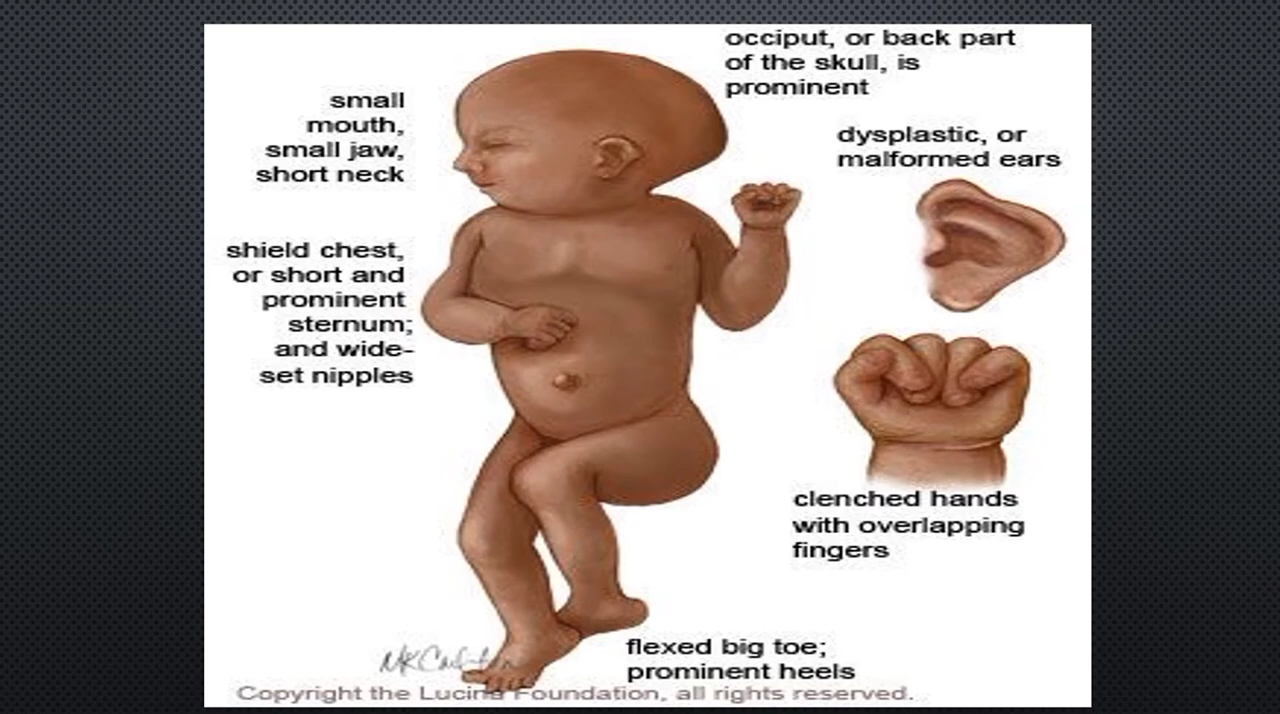 occiput, or back part
of the skull, is
prominent
small
mouth,
small jaw,
short neck
dysplastic, or
malformed ears
shield chest,
or short and
prominent
sternum;
and wide-
set nipples
clenched hands
with overlapping
fingers
flexed big toe;
prominent heels
Copyright the Lucina Foundation, all rights reserved.